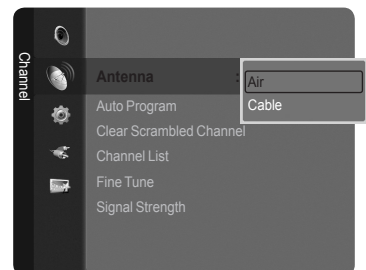 Channel
Antenna : Air
Cable
Auto Program
Clear Scrambled Channel
Channel List
Fine Tune
Signal Strength